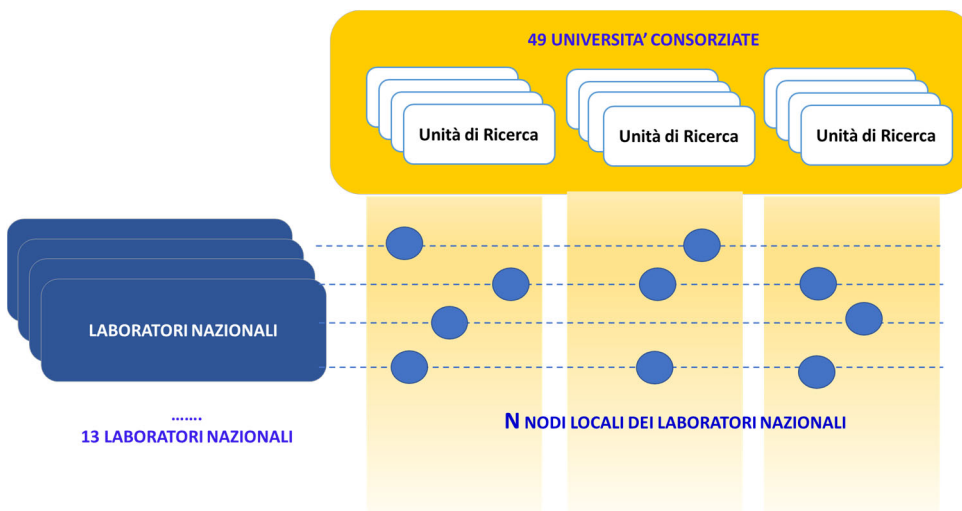 49 UNIVERSITA’ CONSORZIATE
Unità di Ricerca
Unità di Ricerca
Unità di Ricerca
LABORATORI NAZIONALI
…….
13 LABORATORI NAZIONALI
N NODI LOCALI DEI LABORATORI NAZIONALI